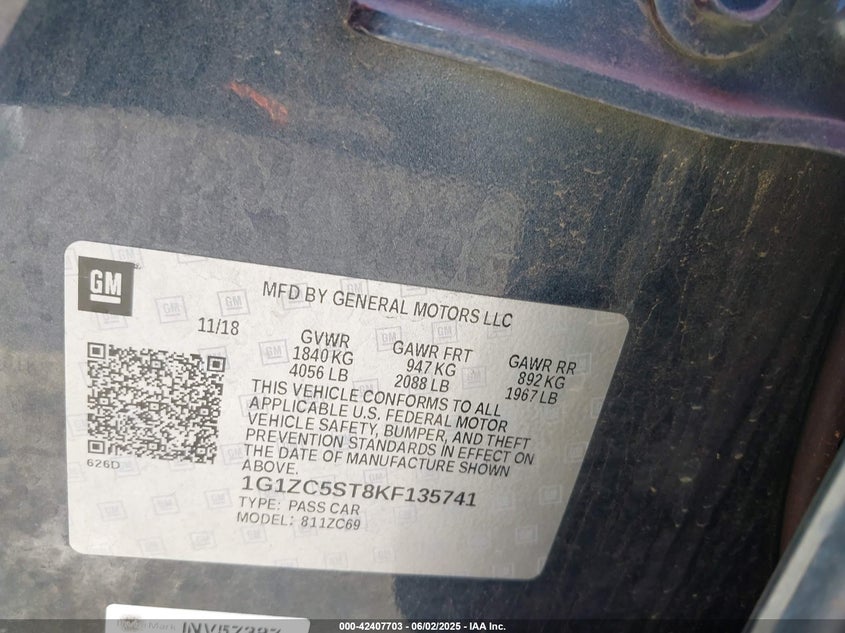 GM
MFD BY GENERAL MOTORS LLC
11/18
GVWR
1840 KG
4056 LB
GAWR FRT
947 KG
2088 LB
GAWR RR
892 KG
1967 LB
THIS VEHICLE CONFORMS TO ALL
APPLICABLE U.S. FEDERAL MOTOR
VEHICLE SAFETY, BUMPER, AND THEFT
PREVENTION STANDARDS IN EFFECT ON
THE DATE OF MANUFACTURE SHOWN
ABOVE.
626D
1G1ZC5ST8KF135741
TYPE: PASS CAR
MODEL: 811ZC69
Mark
000-42407703 - 06/02/2025 - IAA Inc.